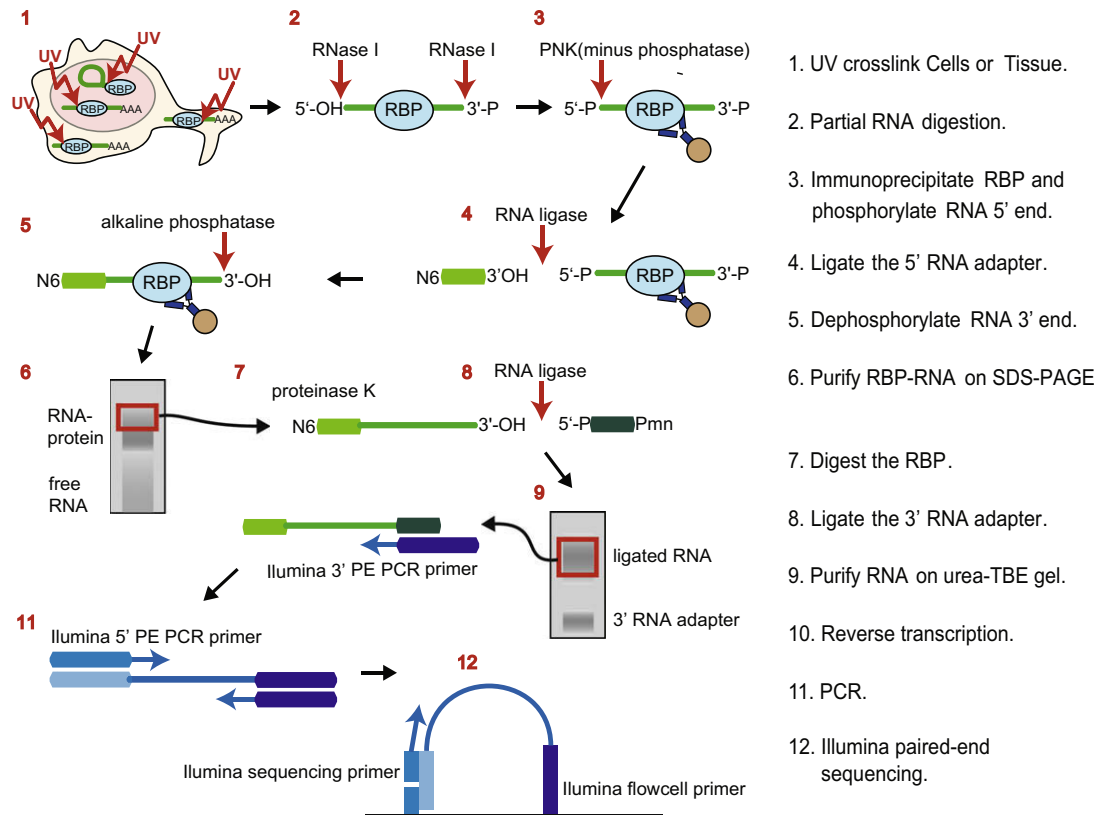 1
UV
UV
UV
UV
RBP
RBP
AAA
RBP
AAA
RBP
AAA
2
RNase I
RNase I
5'-OH
RBP
3'-P
3
PNK(minus phosphatase)
5'-P
RBP
3'-P
4
RNA ligase
N6
3'OH
5'-P
RBP
3'-P
5
alkaline phosphatase
N6
RBP
3'-OH
6
RNA-
protein
free
RNA
7
proteinase K
N6
3'-OH
8
RNA ligase
5'-P
Pmn
9
ligated RNA
3' RNA adapter
Ilumina 3' PE PCR primer
11
Ilumina 5' PE PCR primer
12
Ilumina sequencing primer
Ilumina flowcell primer
1. UV crosslink Cells or Tissue.
2. Partial RNA digestion.
3. Immunoprecipitate RBP and
phosphorylate RNA 5' end.
4. Ligate the 5' RNA adapter.
5. Dephosphorylate RNA 3' end.
6. Purify RBP-RNA on SDS-PAGE
7. Digest the RBP.
8. Ligate the 3' RNA adapter.
9. Purify RNA on urea-TBE gel.
10. Reverse transcription.
11. PCR.
12. Illumina paired-end
sequencing.